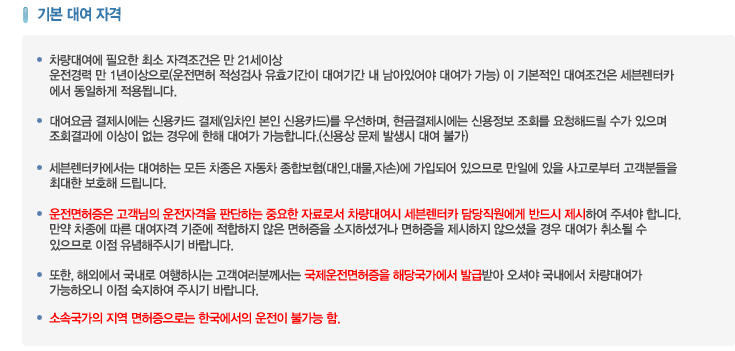 기본 대여 자격
차량대여에 필요한 최소 자격조건은 만 21세이상
운전경력 만 1년이상으로(운전면허 적성검사 유효기간이 대여기간 내 남아있어야 대여가 가능) 이 기본적인 대여조건은 세븐렌터카
에서 동일하게 적용됩니다.
대여요금 결제시에는 신용카드 결제(임차인 본인 신용카드)를 우선하며, 현금결제시에는 신용정보 조회를 요청해드릴 수가 있으며
조회결과에 이상이 없는 경우에 한해 대여가 가능합니다.(신용상 문제 발생시 대여 불가)
세븐렌터카에서는 대여하는 모든 차종은 자동차 종합보험(대인,대물,자손)에 가입되어 있으므로 만일에 있을 사고로부터 고객분들을
최대한 보호해 드립니다.
운전면허증은 고객님의 운전자격을 판단하는 중요한 자료로서 차량대여시 세븐렌터카 담당직원에게 반드시 제시하여 주셔야 합니다.
만약 차종에 따른 대여자격 기준에 적합하지 않은 면허증을 소지하셨거나 면허증을 제시하지 않으셨을 경우 대여가 취소될 수
있으므로 이점 유념해주시기 바랍니다.
또한, 해외에서 국내로 여행하시는 고객여러분께서는 국제운전면허증을 해당국가에서 발급받아 오셔야 국내에서 차량대여가
가능하오니 이점 숙지하여 주시기 바랍니다.
소속국가의 지역 면허증으로는 한국에서의 운전이 불가능 함.